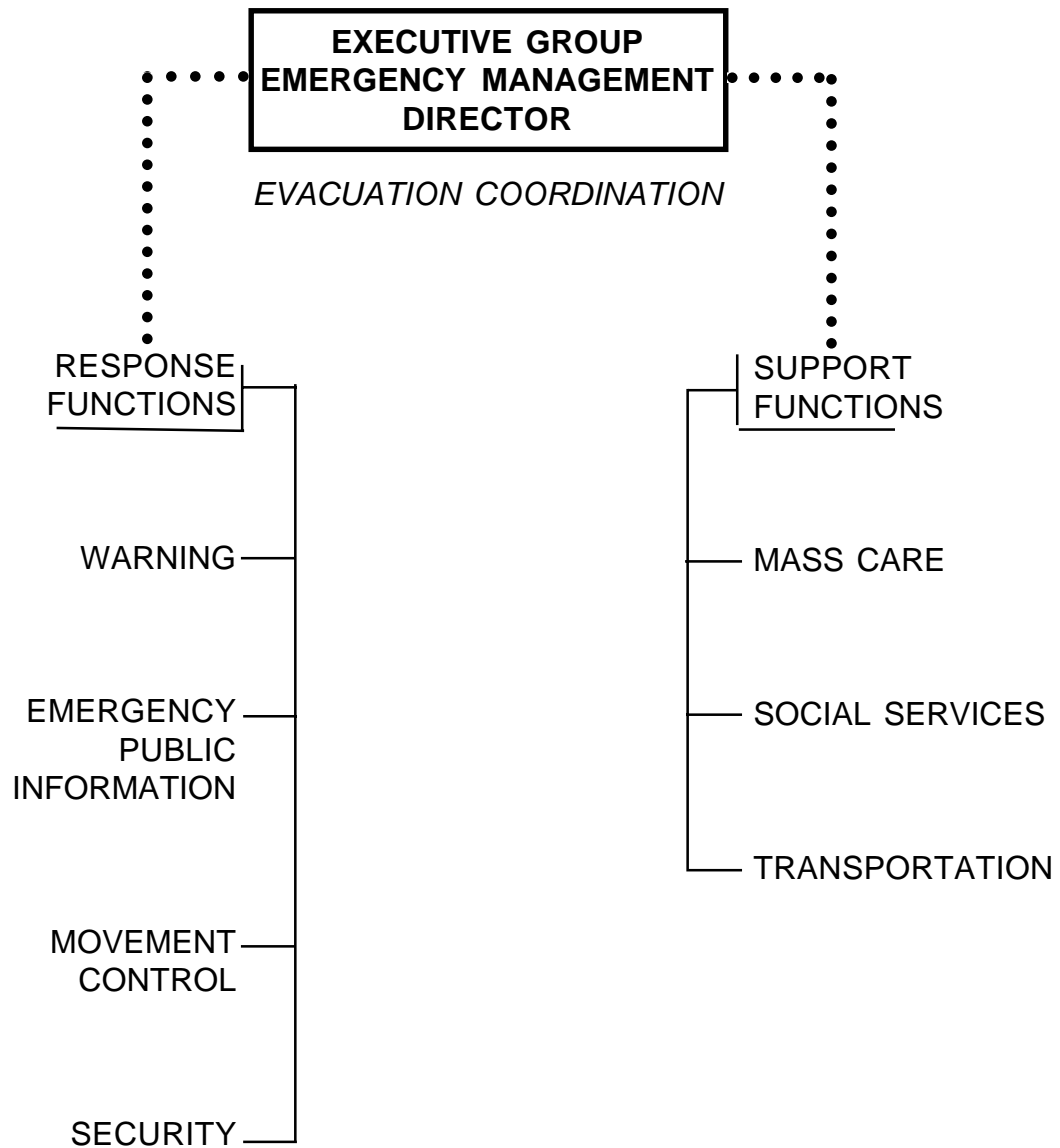 EXECUTIVE GROUP
EMERGENCY MANAGEMENT
DIRECTOR
EVACUATION COORDINATION
RESPONSE
FUNCTIONS
WARNING
EMERGENCY
PUBLIC
INFORMATION
MOVEMENT
CONTROL
SECURITY
SUPPORT
FUNCTIONS
MASS CARE
SOCIAL SERVICES
TRANSPORTATION